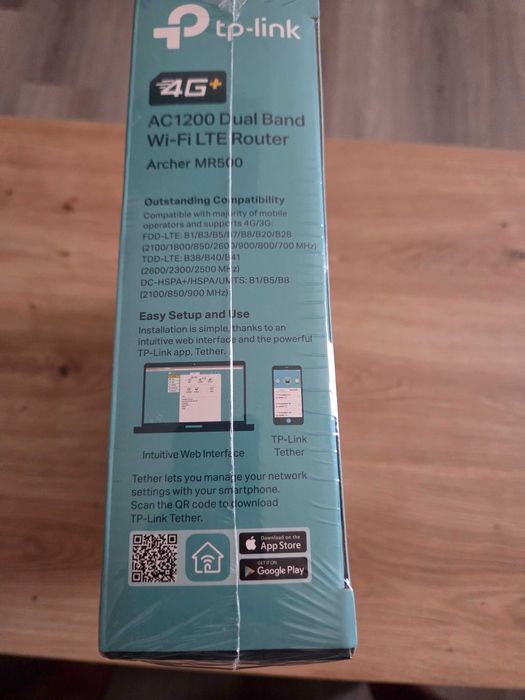 tp-link
4G+
AC1200 Dual Band
Wi-Fi LTE Router
Archer MR500
Outstanding Compatibility
Compatible with majority of mobile
operators and supports 4G/3G:
FDD-LTE: B1/B3/B5/B7/B8/B20/B28
(2100/1800/850/2600/900/800/700 MHz)
TDD-LTE: B38/B40/B41
(2600/2300/2500 MHz)
DC-HSPA+/HSPA/UMTS: B1/B5/B8
(2100/850/900 MHz)
Easy Setup and Use
Installation is simple, thanks to an
intuitive web interface and the powerful
TP-Link app, Tether.
Intuitive Web Interface
TP-Link
Tether
Tether lets you manage your network
settings with your smartphone.
Scan the QR code to download
TP-Link Tether.
Download on the
App Store
GET IT ON
Google Play